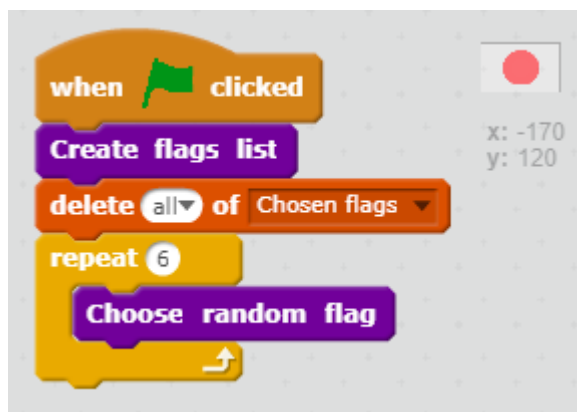 when clicked
Create flags list
delete all of Chosen flags
repeat 6
Choose random flag
x: -170
y: 120